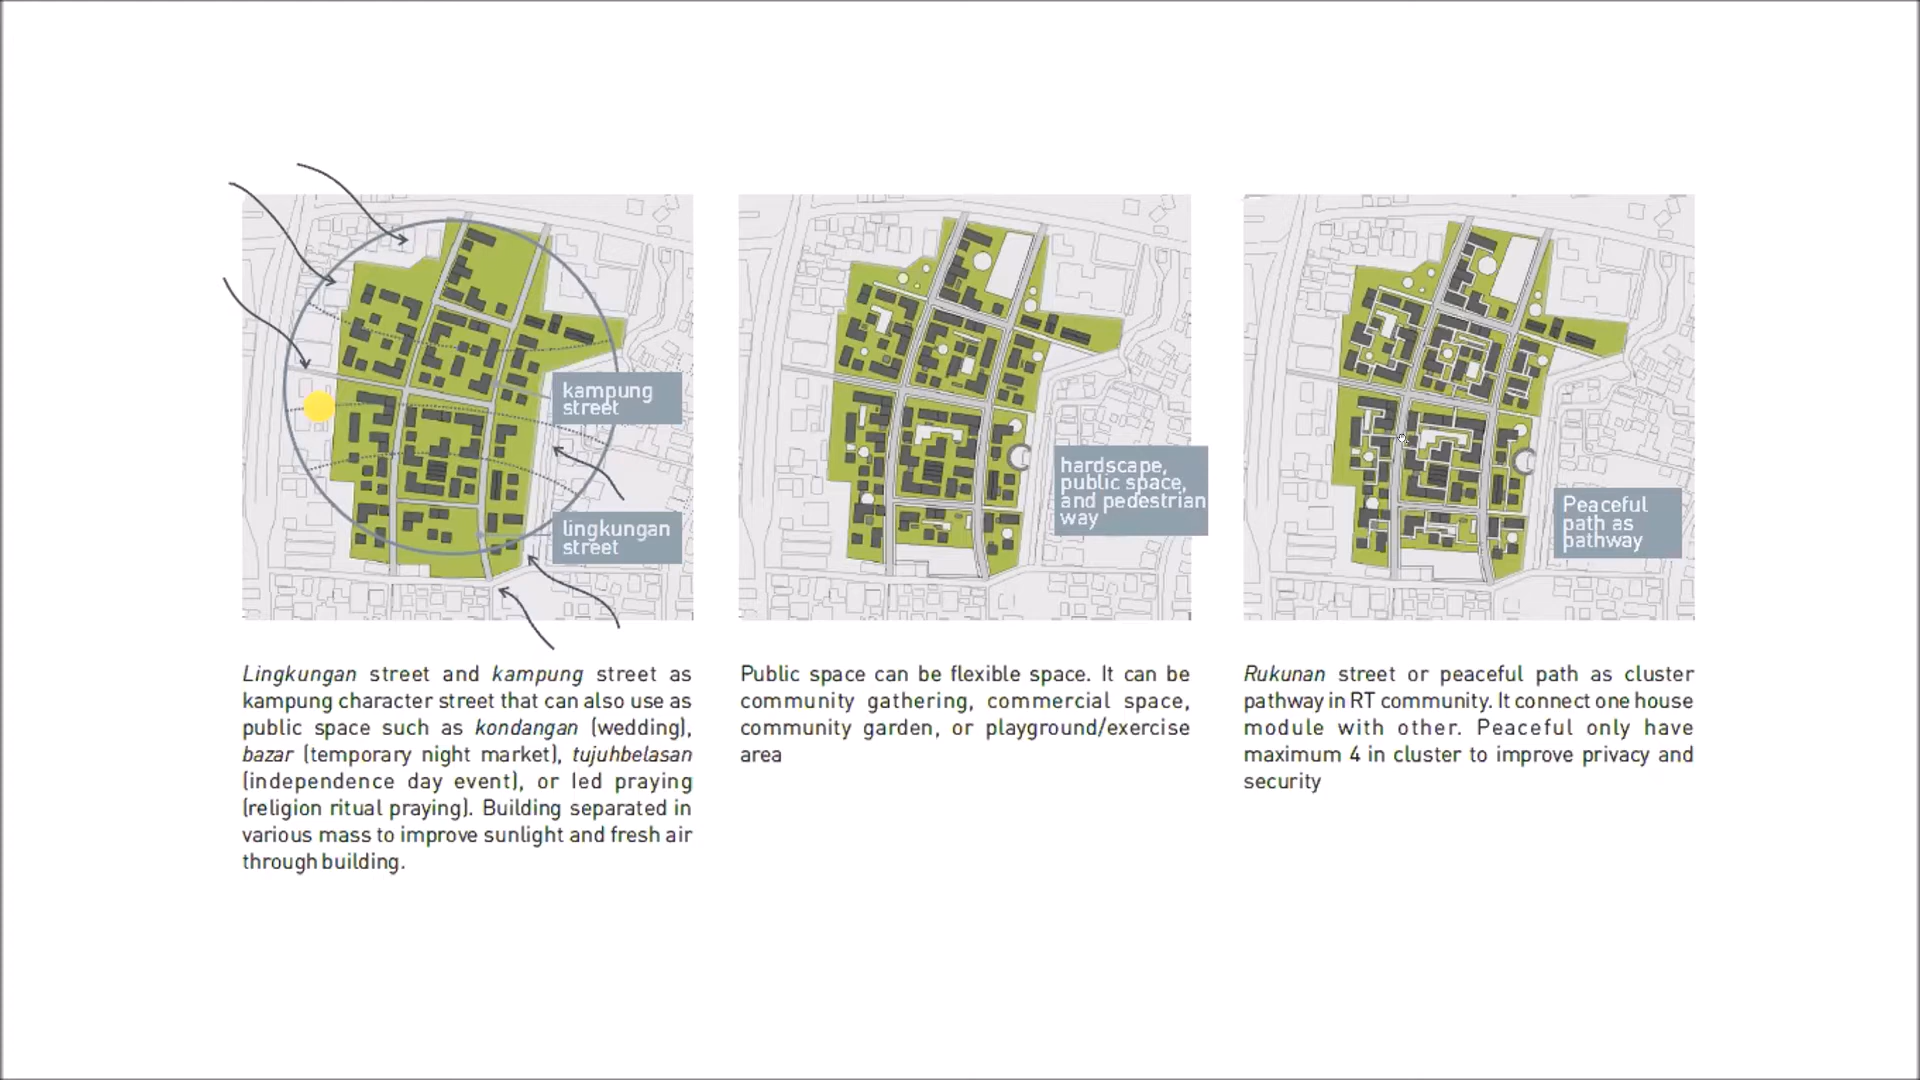 kampung
street
lingkungan
street
Lingkungan street and kampung street as
kampung character street that can also use as
public space such as kondangan (wedding),
bazar (temporary night market), tujuhbelasan
(independence day event), or led praying
(religion ritual praying). Building separated in
various mass to improve sunlight and fresh air
through building.
hardscape,
public space,
and pedestrian
way
Public space can be flexible space. It can be
community gathering, commercial space,
community garden, or playground/exercise
area
Peaceful
path as
pathway
Rukunan street or peaceful path as cluster
pathway in RT community. It connect one house
module with other. Peaceful only have
maximum 4 in cluster to improve privacy and
security